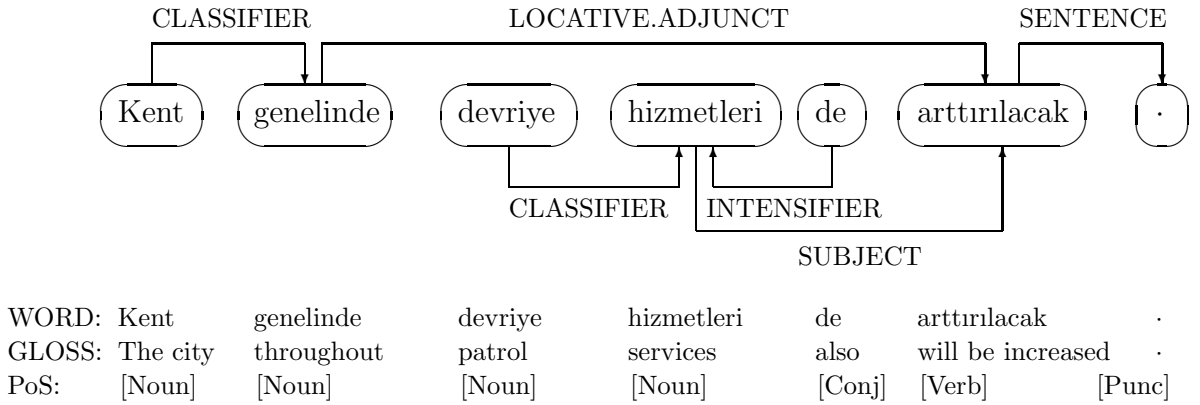 CLASSIFIER LOCATIVE.ADJUNCT SENTENCE
Kent genelinde devriye hizmetleri de arttırılacak .
CLASSIFIER INTENSIFIER
SUBJECT
WORD: Kent genelinde devriye hizmetleri de arttırılacak .
GLOSS: The city throughout patrol services also will be increased .
PoS: [Noun] [Noun] [Noun] [Noun] [Conj] [Verb] [Punc]